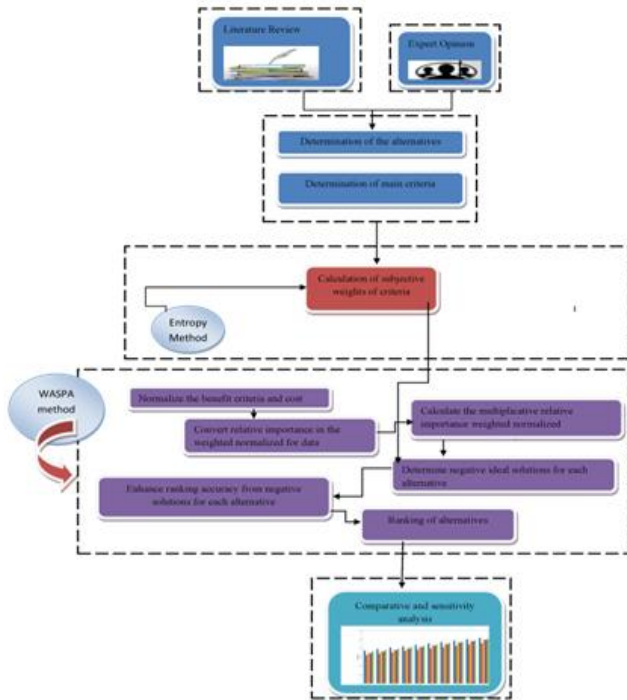 Literature Review
Expert Opinion
Determination of the alternatives
Determination of main criteria
Calculation of subjective
weights of criteria
Entropy
Method
WASPA
method
Normalize the benefit criteria and cost
Convert relative importance in the
weighted normalized for data
Calculate the multiplicative relative
importance weighted normalized
Determine negative ideal solutions for each
alternative
Enhance ranking accuracy from negative
solutions for each alternative
Ranking of alternatives
Comparative and sensitivity
analysis